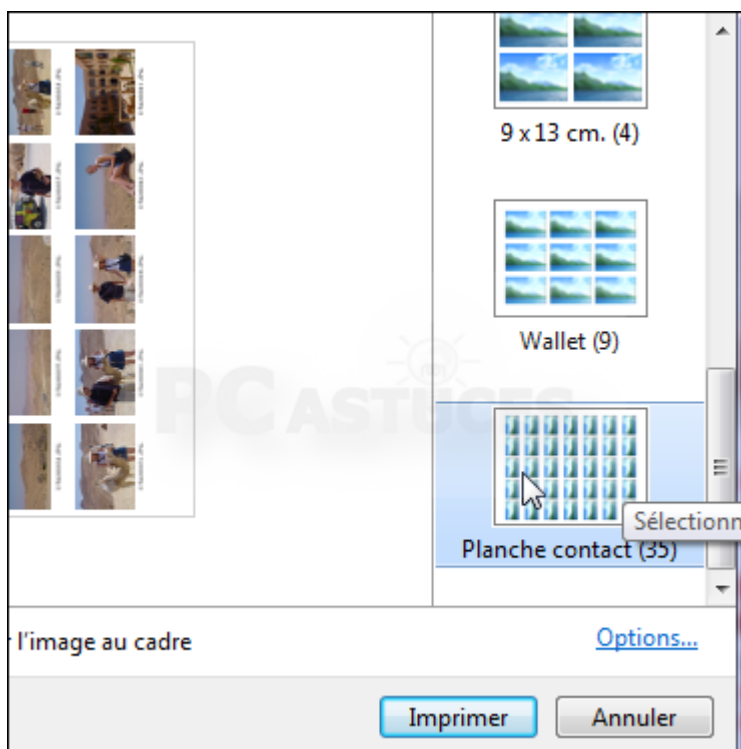 9 x 13 cm. (4)
Wallet (9)
PC ASTUCES
Sélectionn
Planche contact (35)
l'image au cadre
Options...
Imprimer
Annuler